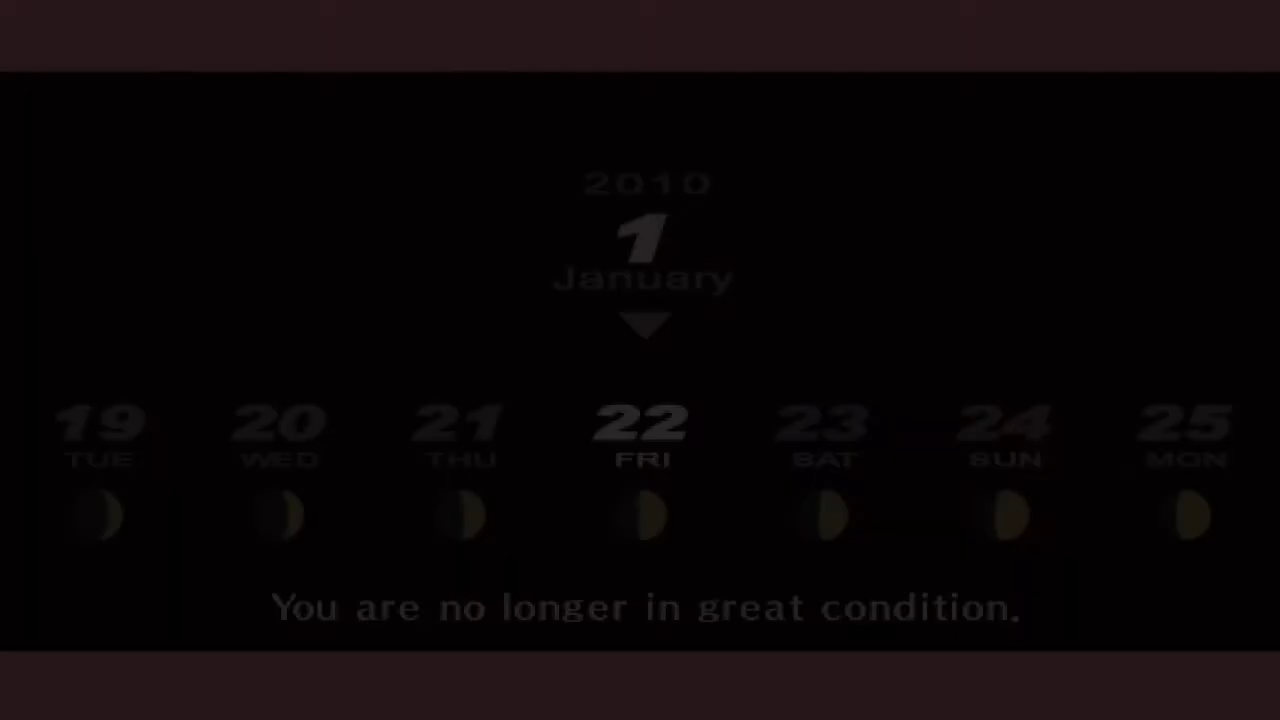 2010
1
January
19 20 21 22 23 24 25
TUE WED THU FRI SAT SUN MON
You are no longer in great condition.